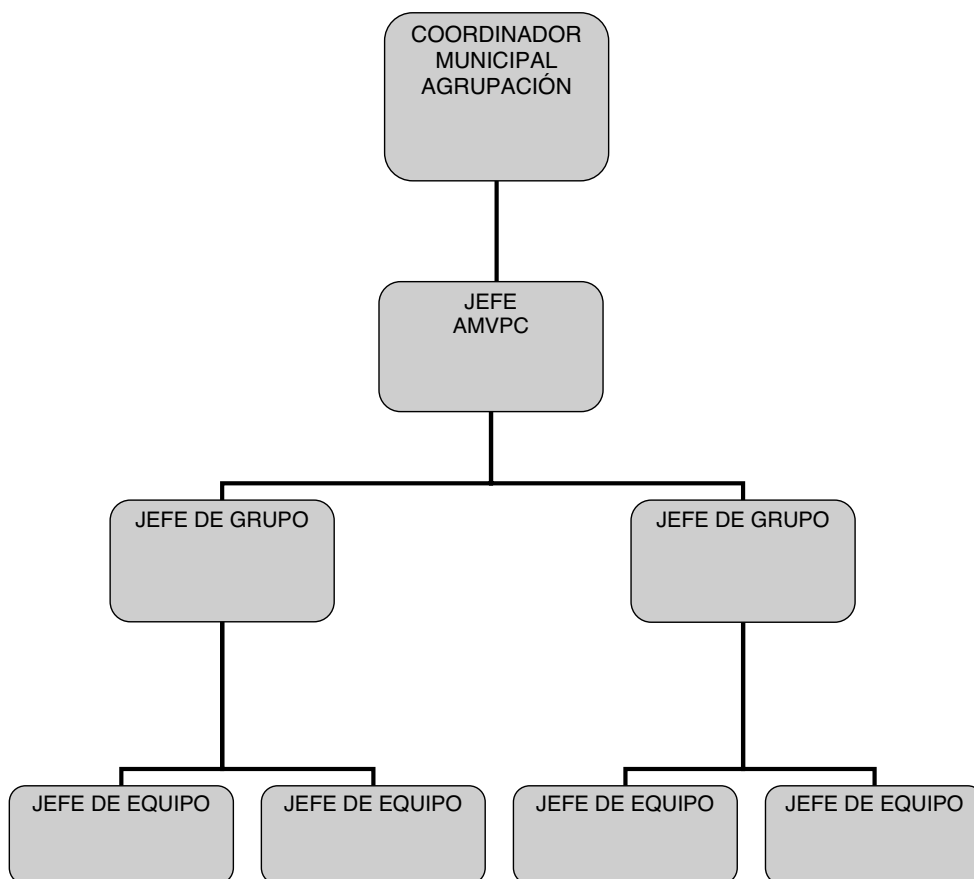 COORDINADOR
MUNICIPAL
AGRUPACIÓN
JEFE
AMVPC
JEFE DE GRUPO
JEFE DE GRUPO
JEFE DE EQUIPO
JEFE DE EQUIPO
JEFE DE EQUIPO
JEFE DE EQUIPO